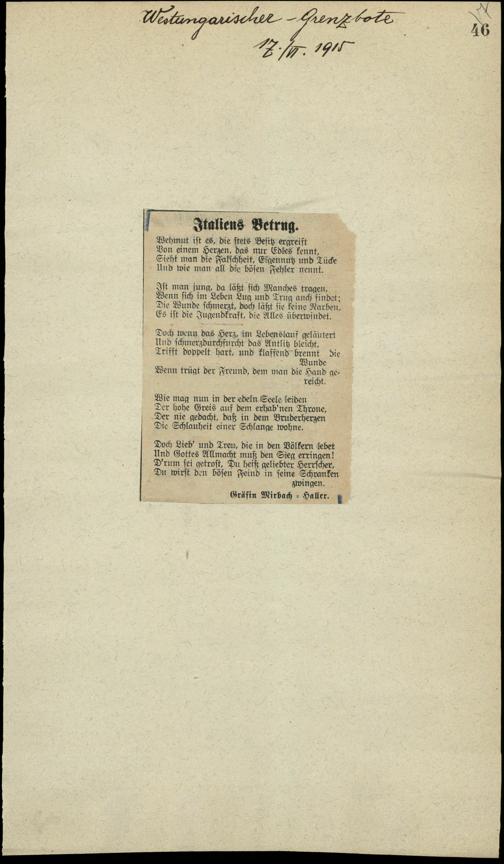 Westungarischer-Grenzbote
17./VI. 1915
46
Italiens Betrug.
Wehmut ist es, die stets Besitz ergreift
Von einem Herzen, das nur Edles kennt,
Sieht man die Falschheit, Eigennutz und Tücke
Und wie man all die bösen Fehler nennt.
Ist man jung, da läßt sich Manches tragen,
Wenn sich im Leben Lug und Trug auch findet;
Die Wunde schmerzt, doch läßt sie keine Narben,
Es ist die Jugendkraft, die Alles überwindet.
Doch wenn das Herz, im Lebenslauf geläutert
Und schmerzdurchfurcht das Antlitz bleicht,
Trifft doppelt hart, und klaffend brennt die
Wunde
Wenn trügt der Freund, dem man die Hand ge-
reicht.
Wie mag nun in der edeln Seele leiden
Der hohe Greis auf dem erhab'nen Throne,
Der nie gedacht, daß in dem Bruderherzen
Die Schlauheit einer Schlange wohne.
Doch Lieb' und Treu, die in den Völkern lebet
Und Gottes Allmacht muß den Sieg erringen!
D'rum sei getrost, Du heiß geliebter Herrscher,
Du wirst den bösen Feind in seine Schranken
zwingen.
Gräfin Mirbach-Haller.